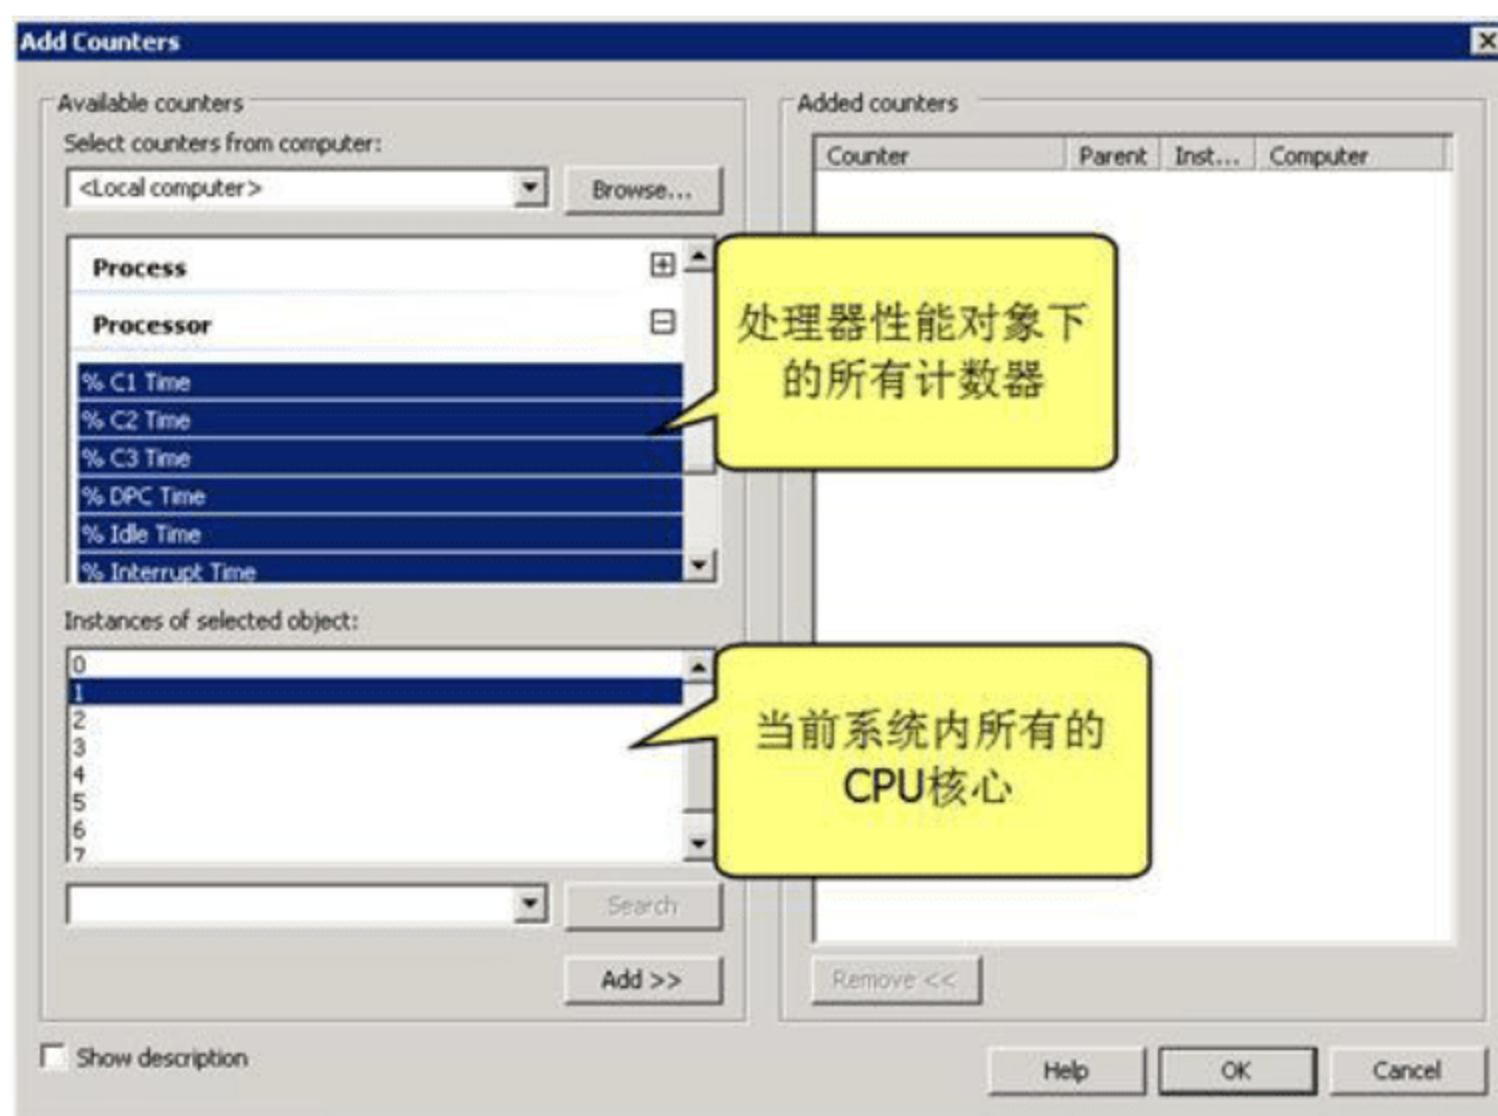 Add Counters
Available counters
Select counters from computer:
<Local computer>
Browse...
Process
Processor
% C1 Time
% C2 Time
% C3 Time
% DPC Time
% Idle Time
% Interrupt Time
Instances of selected object:
0
1
2
3
4
5
6
7
Search
Add >>
Show description
Added counters
Counter Parent Inst... Computer
处理器性能对象下
的所有计数器
当前系统内所有的
CPU核心
Remove <<
Help OK Cancel